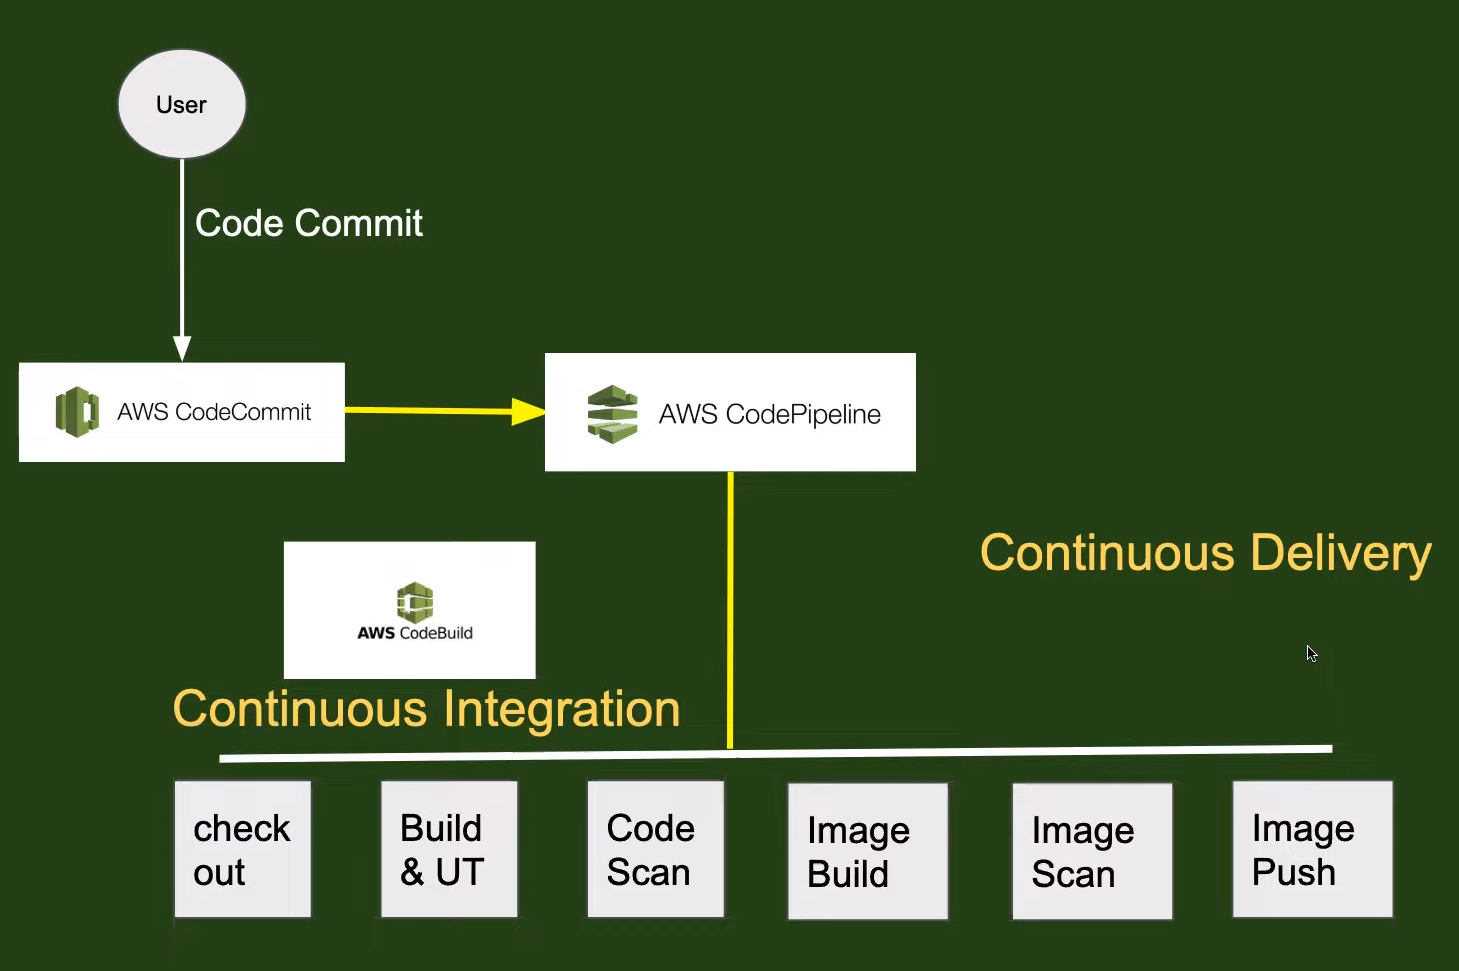 User
Code Commit
AWS CodeCommit
AWS CodePipeline
Continuous Delivery
AWS CodeBuild
Continuous Integration
check
out
Build
& UT
Code
Scan
Image
Build
Image
Scan
Image
Push